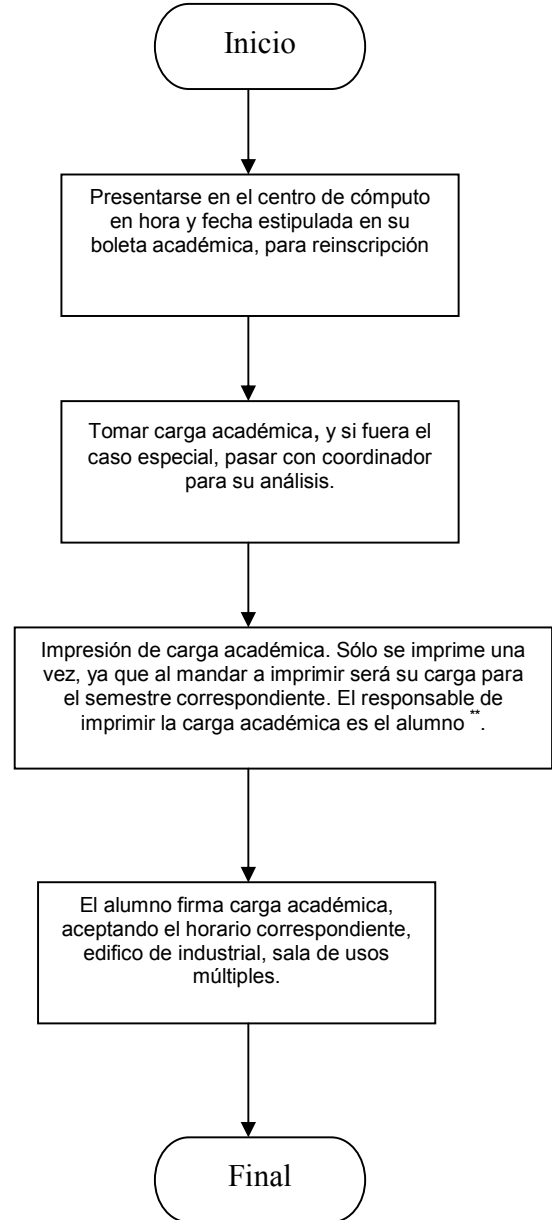 Inicio
Presentarse en el centro de cómputo
en hora y fecha estipulada en su
boleta académica, para reinscripción
Tomar carga académica, y si fuera el
caso especial, pasar con coordinador
para su análisis.
Impresión de carga académica. Sólo se imprime una
vez, ya que al mandar a imprimir será su carga para
el semestre correspondiente. El responsable de
imprimir la carga académica es el alumno **.
El alumno firma carga académica,
aceptando el horario correspondiente,
edifico de industrial, sala de usos
múltiples.
Final